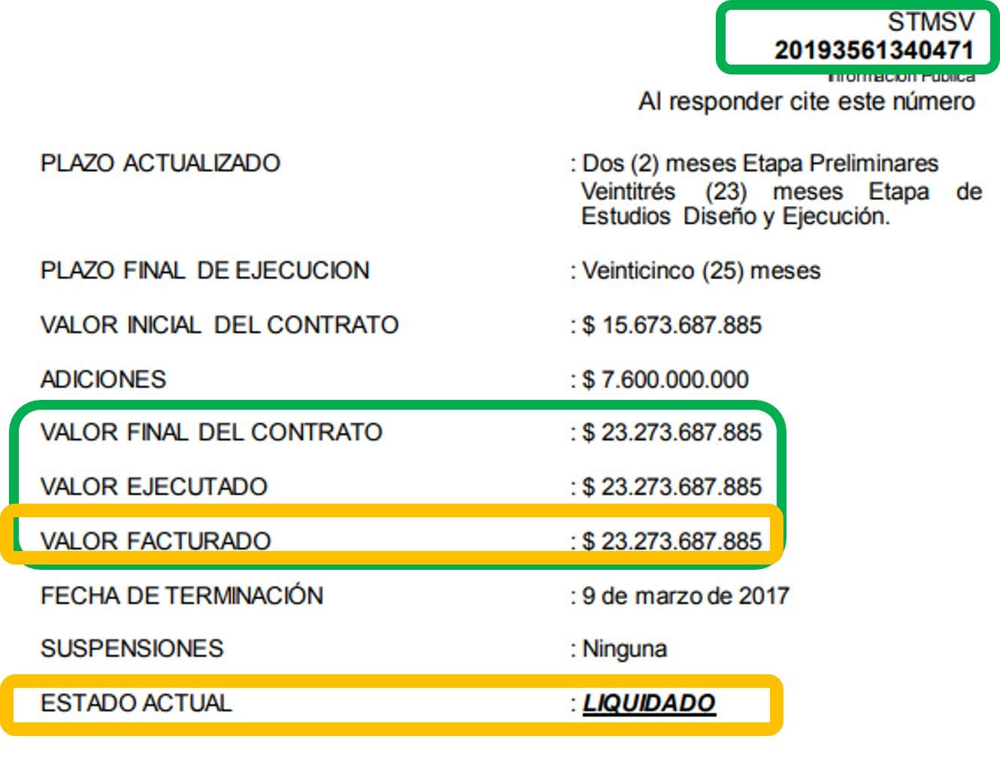 STMSV
20193561340471
Información Pública
Al responder cite este número
PLAZO ACTUALIZADO : Dos (2) meses Etapa Preliminares
Veintitrés (23) meses Etapa de
Estudios Diseño y Ejecución.
PLAZO FINAL DE EJECUCION : Veinticinco (25) meses
VALOR INICIAL DEL CONTRATO : $ 15.673.687.885
ADICIONES : $ 7.600.000.000
VALOR FINAL DEL CONTRATO : $ 23.273.687.885
VALOR EJECUTADO : $ 23.273.687.885
VALOR FACTURADO : $ 23.273.687.885
FECHA DE TERMINACIÓN : 9 de marzo de 2017
SUSPENSIONES : Ninguna
ESTADO ACTUAL : LIQUIDADO